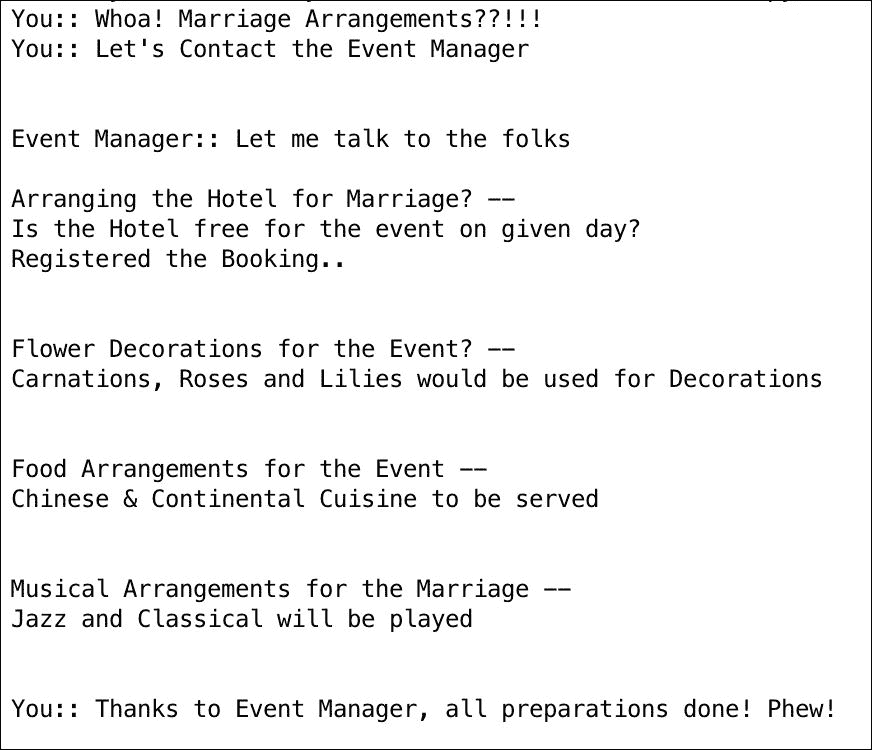 You:: Whoa! Marriage Arrangements??!!!
You:: Let's Contact the Event Manager
Event Manager:: Let me talk to the folks
Arranging the Hotel for Marriage? --
Is the Hotel free for the event on given day?
Registered the Booking..
Flower Decorations for the Event? --
Carnations, Roses and Lilies would be used for Decorations
Food Arrangements for the Event --
Chinese & Continental Cuisine to be served
Musical Arrangements for the Marriage --
Jazz and Classical will be played
You:: Thanks to Event Manager, all preparations done! Phew!